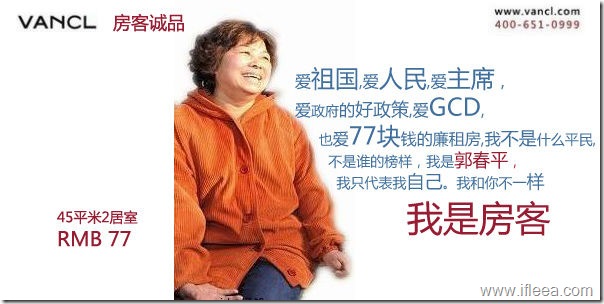 VANCL 房客诚品
www.vancl.com
400-651-0999
爱祖国,爱人民,爱主席，
爱政府的好政策,爱GCD,
也爱77块钱的廉租房,我不是什么平民,
不是谁的榜样，我是郭春平，
我只代表我自己。我和你不一样
我是房客
45平米2居室
RMB 77
www.ifleea.com